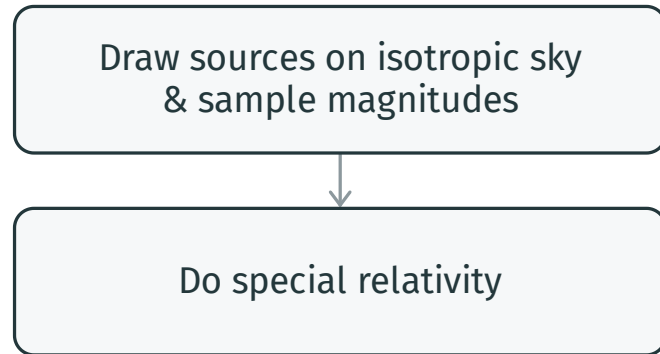 Draw sources on isotropic sky
& sample magnitudes
Do special relativity